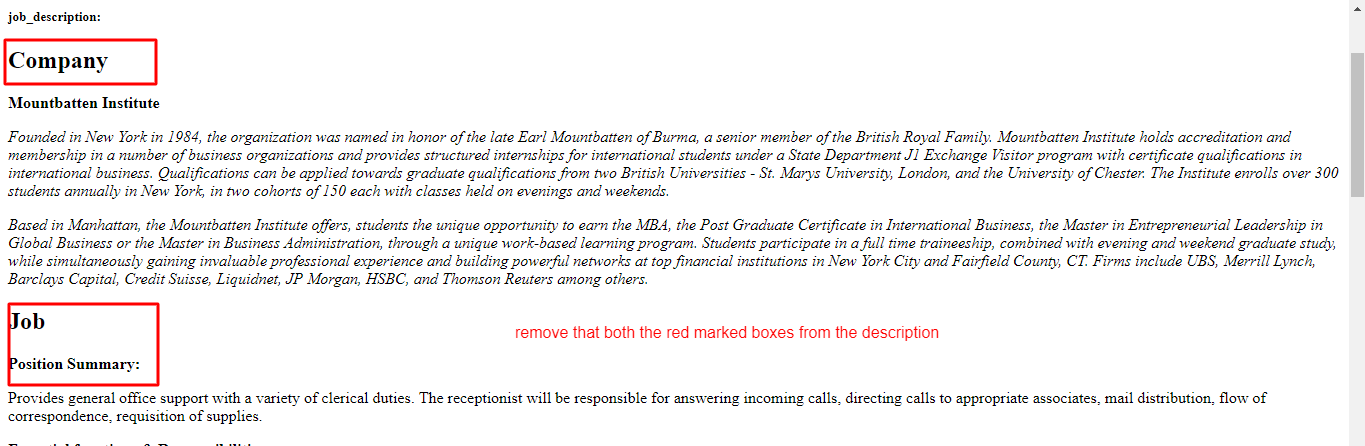 job_description:
Company
Mountbatten Institute
Founded in New York in 1984, the organization was named in honor of the late Earl Mountbatten of Burma, a senior member of the British Royal Family. Mountbatten Institute holds accreditation and
membership in a number of business organizations and provides structured internships for international students under a State Department J1 Exchange Visitor program with certificate qualifications in
international business. Qualifications can be applied towards graduate qualifications from two British Universities - St. Marys University, London, and the University of Chester. The Institute enrolls over 300
students annually in New York, in two cohorts of 150 each with classes held on evenings and weekends.
Based in Manhattan, the Mountbatten Institute offers, students the unique opportunity to earn the MBA, the Post Graduate Certificate in International Business, the Master in Entrepreneurial Leadership in
Global Business or the Master in Business Administration, through a unique work-based learning program. Students participate in a full time traineeship, combined with evening and weekend graduate study,
while simultaneously gaining invaluable professional experience and building powerful networks at top financial institutions in New York City and Fairfield County, CT. Firms include UBS, Merrill Lynch,
Barclays Capital, Credit Suisse, Liquidnet, JP Morgan, HSBC, and Thomson Reuters among others.
Job
remove that both the red marked boxes from the description
Position Summary:
Provides general office support with a variety of clerical duties. The receptionist will be responsible for answering incoming calls, directing calls to appropriate associates, mail distribution, flow of
correspondence, requisition of supplies.